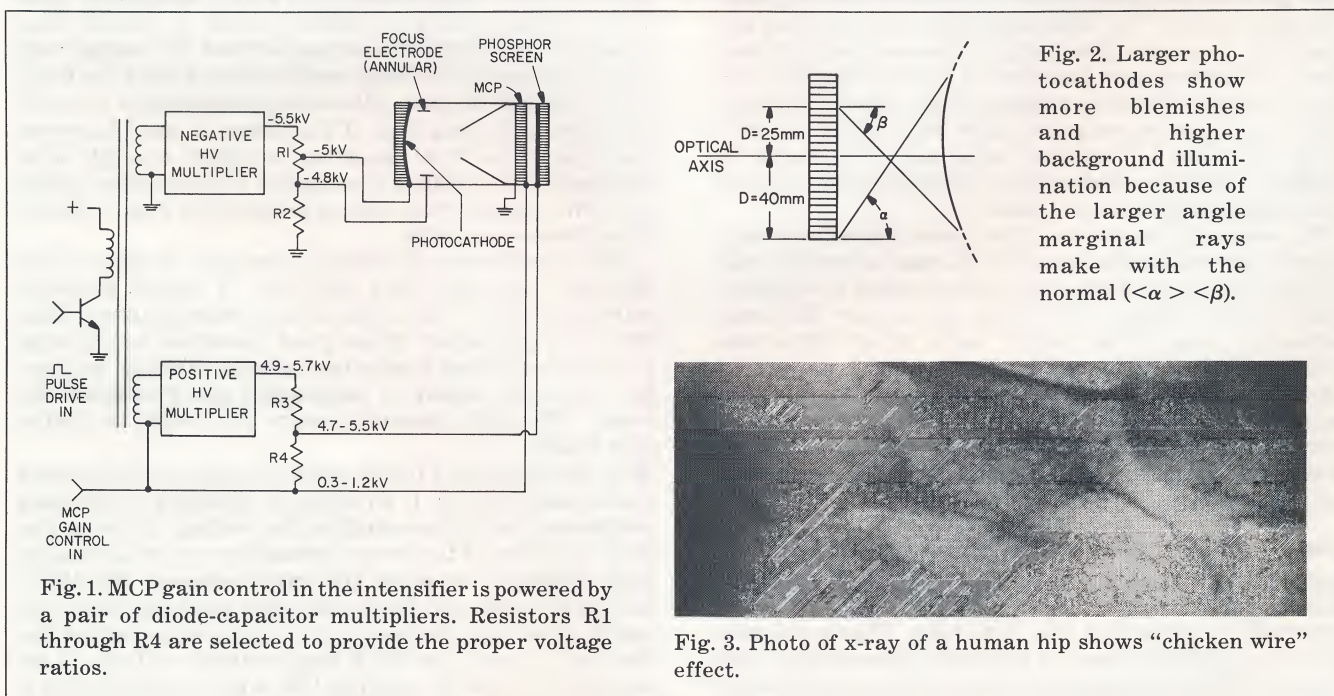 FOCUS
ELECTRODE
(ANNULAR)
PHOSPHOR
SCREEN
MCP
-5.5kV
NEGATIVE
HV
MULTIPLIER
R1
-5kV
-4.8kV
R2
PHOTOCATHODE
+
PULSE
DRIVE
IN
POSITIVE
HV
MULTIPLIER
4.9-5.7kV
R3
4.7-5.5kV
R4
0.3-1.2kV
MCP
GAIN
CONTROL
IN
Fig. 1. MCP gain control in the intensifier is powered by
a pair of diode-capacitor multipliers. Resistors R1
through R4 are selected to provide the proper voltage
ratios.
D=25mm
β
OPTICAL
AXIS
D=40mm
α
Fig. 2. Larger pho-
tocathodes show
more blemishes
and higher
background illumi-
nation because of
the larger angle
marginal rays
make with the
normal (<α > <β).
Fig. 3. Photo of x-ray of a human hip shows “chicken wire”
effect.